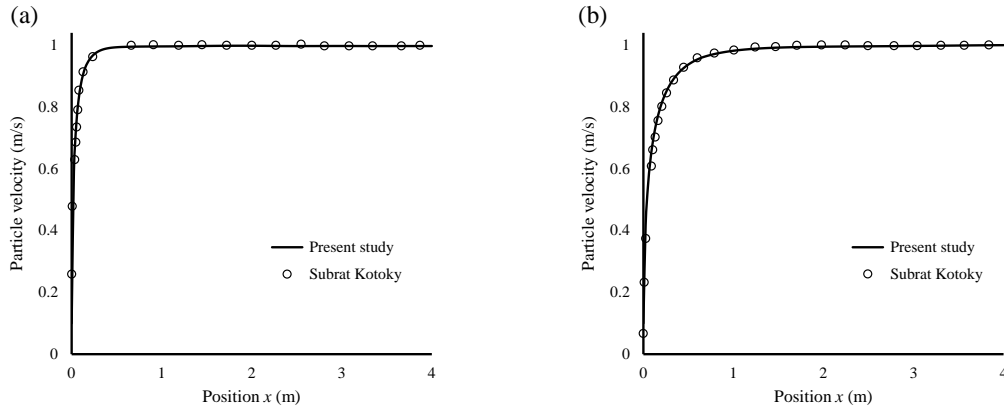 (a)
Particle velocity (m/s)
1
0.8
0.6
0.4
0.2
0
Present study
Subrat Kotoky
0
1
2
3
4
Position x (m)
(b)
Particle velocity (m/s)
1
0.8
0.6
0.4
0.2
0
Present study
Subrat Kotoky
0
1
2
3
4
Position x (m)